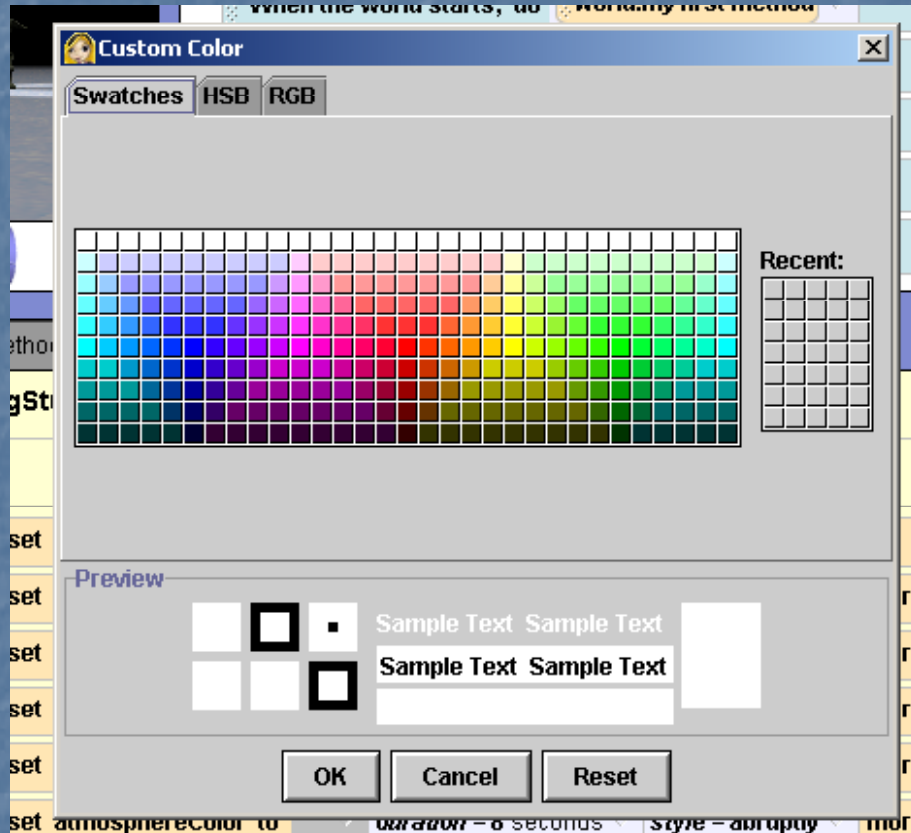 When the world starts, do world.my first method
Custom Color
Swatches HSB RGB
Recent:
set
set
Preview
Sample Text Sample Text
set
Sample Text Sample Text
set
set
OK Cancel Reset
set atmosphereColor to duration = 8 seconds style = abruptly